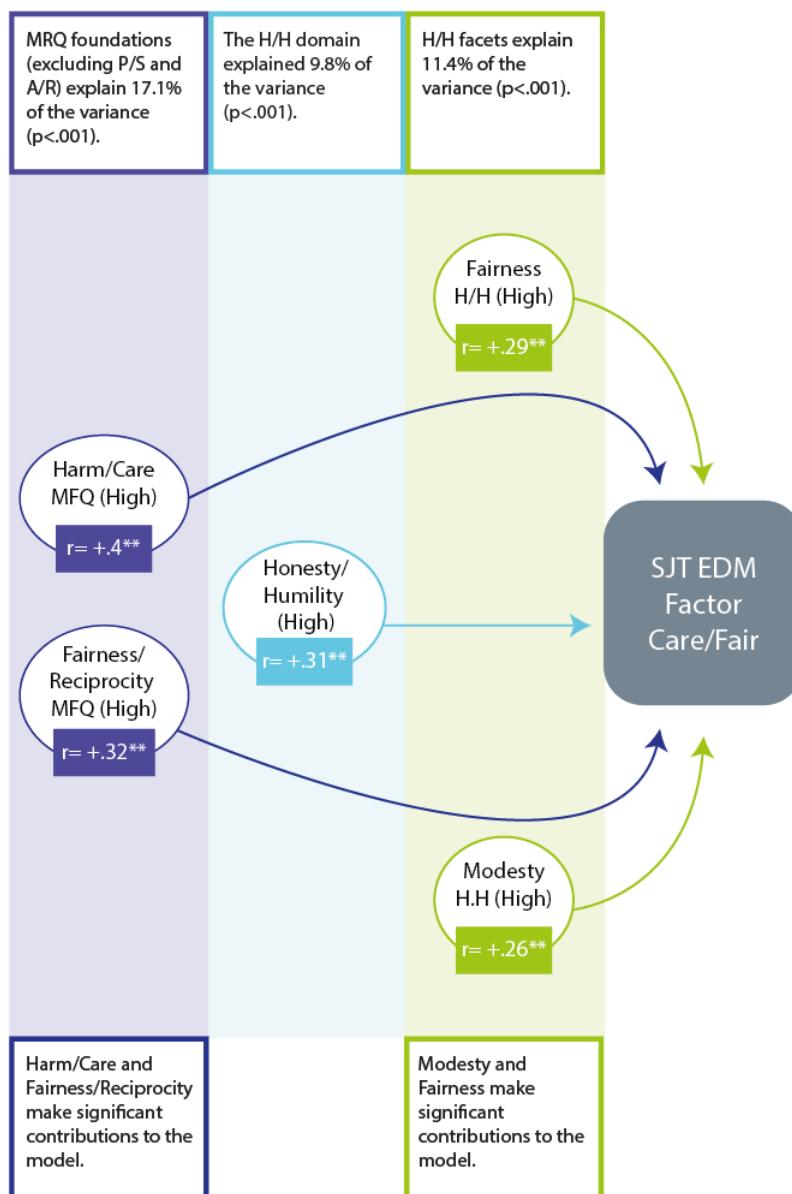 MRQ foundations
(excluding P/S and
A/R) explain 17.1%
of the variance
(p<.001).
The H/H domain
explained 9.8% of
the variance
(p<.001).
H/H facets explain
11.4% of the
variance (p<.001).
Fairness
H/H (High)
r= +.29**
Harm/Care
MFQ (High)
r= +.4**
Honesty/
Humility
(High)
r= +.31**
Fairness/
Reciprocity
MFQ (High)
r= +.32**
SJT EDM
Factor
Care/Fair
Modesty
H.H (High)
r= +.26**
Harm/Care and
Fairness/Reciprocity
make significant
contributions to the
model.
Modesty and
Fairness make
significant
contributions to the
model.